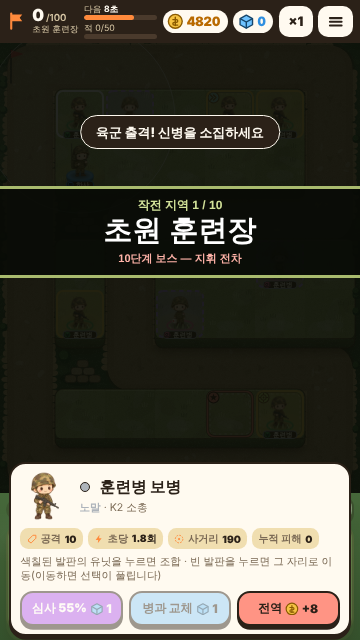 0 /100
초원 훈련장
다음 8초
적 0/50
4820
0
×1
육군 출격! 신병을 소집하세요
작전 지역 1 / 10
초원 훈련장
10단계 보스 — 지휘 전차
훈련병 보병
노말 · K2 소총
공격 10
초당 1.8회
사거리 190
누적 피해 0
색칠된 발판의 유닛을 누르면 조합 · 빈 발판을 누르면 그 자리로 이
동(이동하면 선택이 풀립니다)
심사 55% 1
병과 교체 1
전역 +8